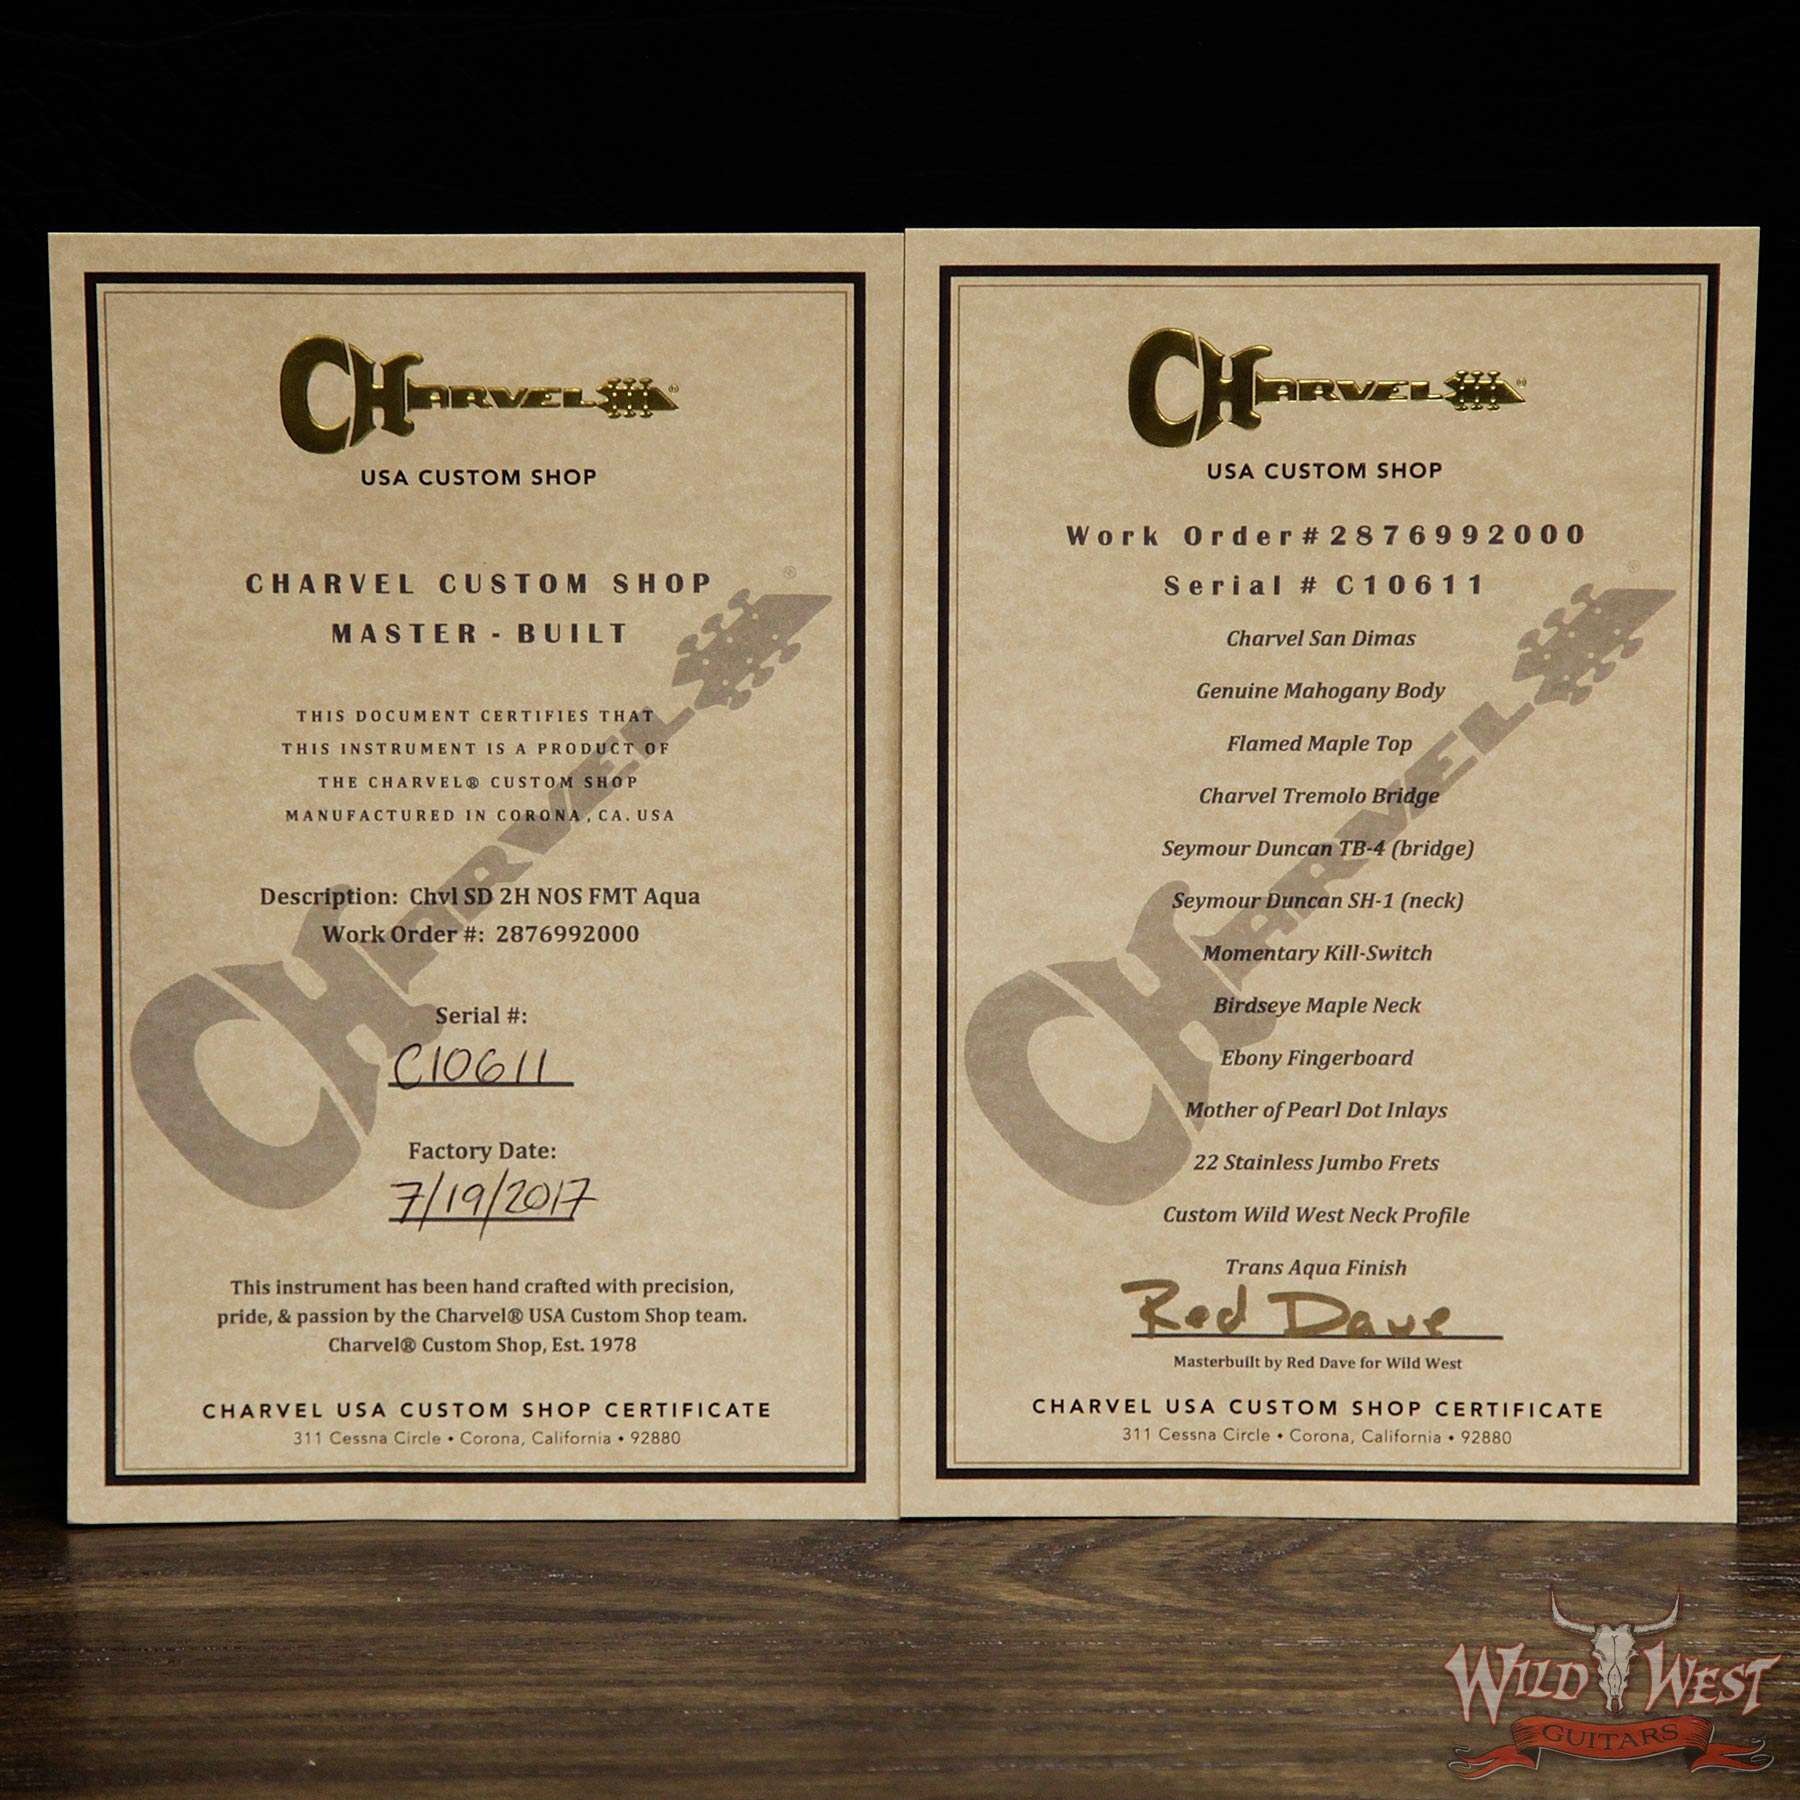 CHARVEL ®
USA CUSTOM SHOP
CHARVEL CUSTOM SHOP
MASTER - BUILT
THIS DOCUMENT CERTIFIES THAT
THIS INSTRUMENT IS A PRODUCT OF
THE CHARVEL® CUSTOM SHOP
MANUFACTURED IN CORONA, CA. USA
Description: Chvl SD 2H NOS FMT Aqua
Work Order #: 2876992000
Serial #:
C10611
Factory Date:
7/19/2017
This instrument has been hand crafted with precision,
pride, & passion by the Charvel® USA Custom Shop team.
Charvel® Custom Shop, Est. 1978
CHARVEL USA CUSTOM SHOP CERTIFICATE
311 Cessna Circle • Corona, California • 92880
CHARVEL ®
CHARVEL ®
USA CUSTOM SHOP
Work Order#2876992000
Serial # C10611
Charvel San Dimas
Genuine Mahogany Body
Flamed Maple Top
Charvel Tremolo Bridge
Seymour Duncan TB-4 (bridge)
Seymour Duncan SH-1 (neck)
Momentary Kill-Switch
Birdseye Maple Neck
Ebony Fingerboard
Mother of Pearl Dot Inlays
22 Stainless Jumbo Frets
Custom Wild West Neck Profile
Trans Aqua Finish
Red Dave
Masterbuilt by Red Dave for Wild West
CHARVEL USA CUSTOM SHOP CERTIFICATE
311 Cessna Circle • Corona, California • 92880
CHARVEL ®
WILD WEST
GUITARS